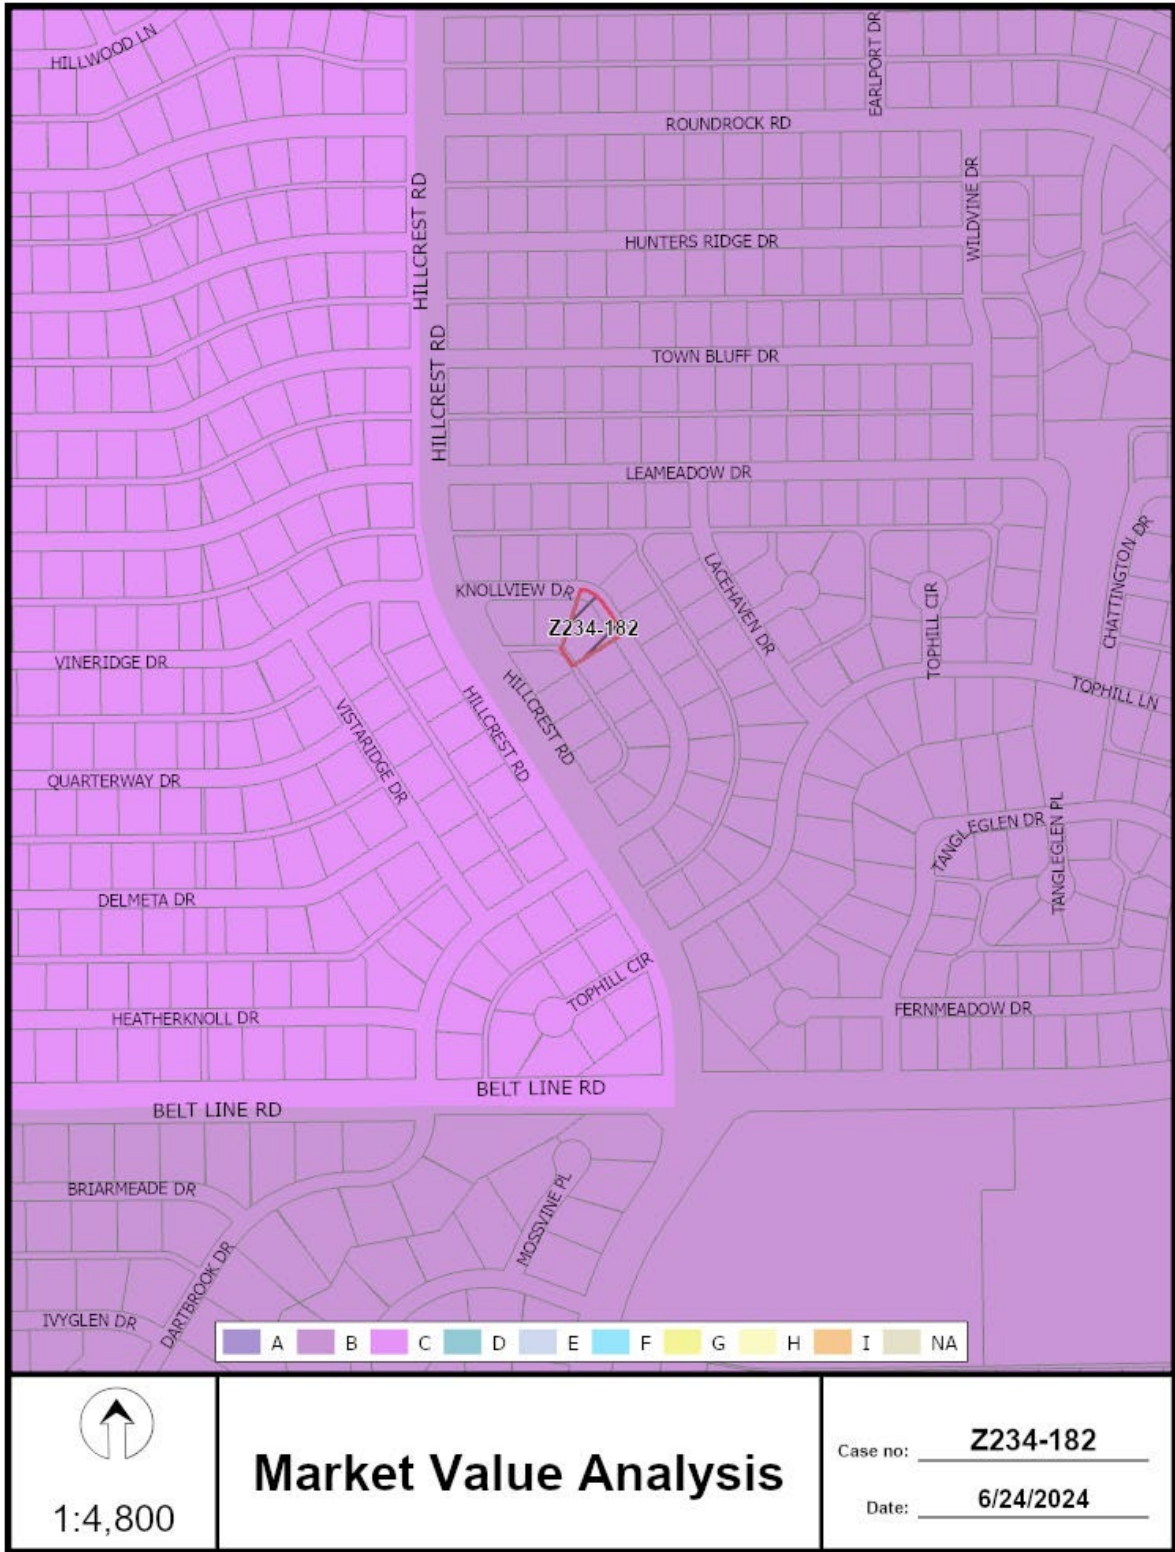 HILLWOOD LN
EARLPORT DR
ROUNDROCK RD
HILLCREST RD
WILDVINE DR
HUNTERS RIDGE DR
HILLCREST RD
TOWN BLUFF DR
LEAMEADOW DR
CHATTINGTON DR
KNOLLVIEW DR
LACEHAVEN DR
TOPHILL CIR
Z234-182
VINERIDGE DR
HILLCREST RD
TOPHILL LN
HILLCREST RD
VISTARIDGE DR
QUARTERWAY DR
TANGLEGLEN DR
TANGLEGLEN PL
DELMETA DR
TOPHILL CIR
HEATHERKNOLL DR
FERNMEADOW DR
BELT LINE RD
BELT LINE RD
BRIARMEADE DR
MOSSVINE PL
DARTBROOK DR
IVYGLEN DR
A B C D E F G H I NA
1:4,800
Market Value Analysis
Case no: Z234-182
Date: 6/24/2024